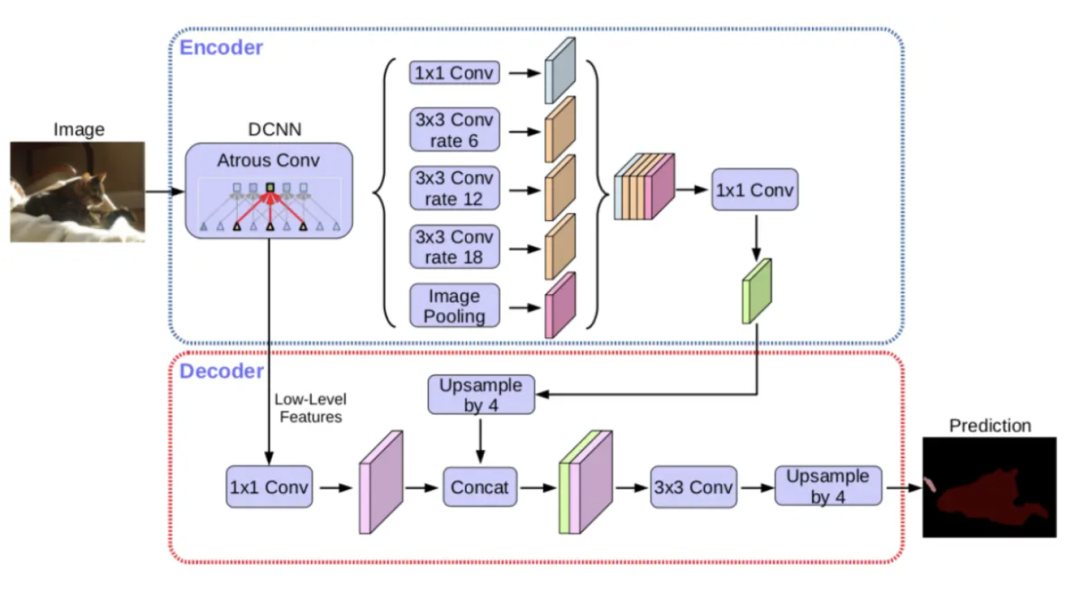 Encoder
Image
DCNN
Atrous Conv
1x1 Conv
3x3 Conv
rate 6
3x3 Conv
rate 12
3x3 Conv
rate 18
Image
Pooling
1x1 Conv
Decoder
Low-Level
Features
Upsample
by 4
1x1 Conv
Concat
3x3 Conv
Upsample
by 4
Prediction